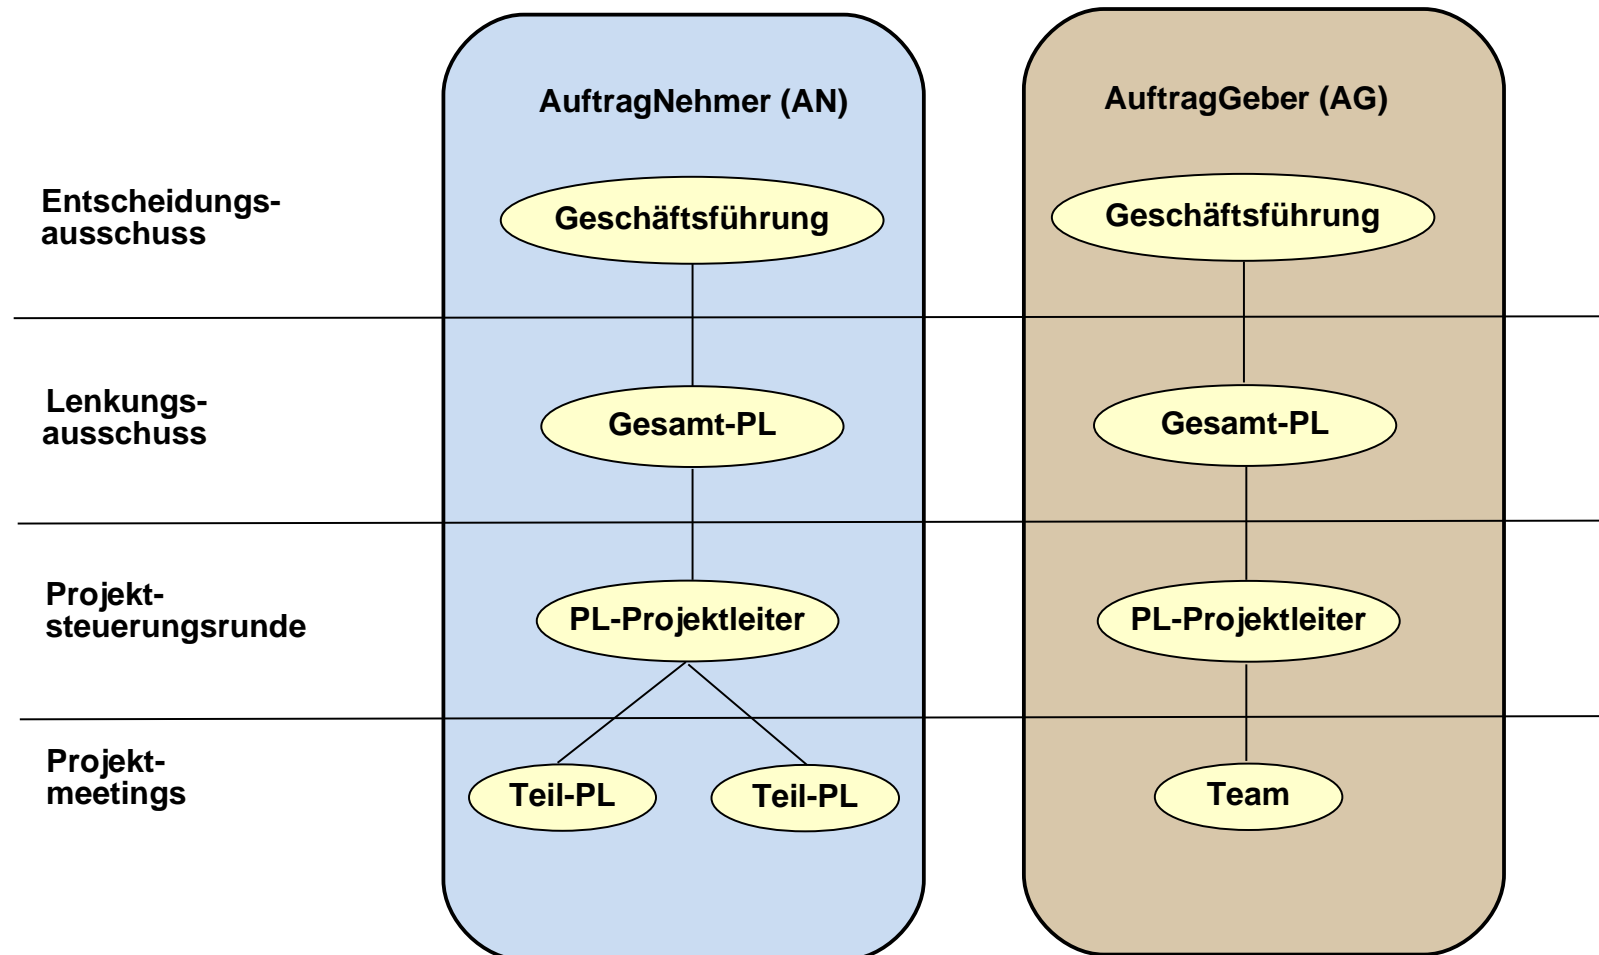 AuftragNehmer (AN)
AuftragGeber (AG)
Entscheidungs-
ausschuss
Geschäftsführung
Geschäftsführung
Lenkungs-
ausschuss
Gesamt-PL
Gesamt-PL
Projekt-
steuerungsrunde
PL-Projektleiter
PL-Projektleiter
Projekt-
meetings
Teil-PL
Teil-PL
Team